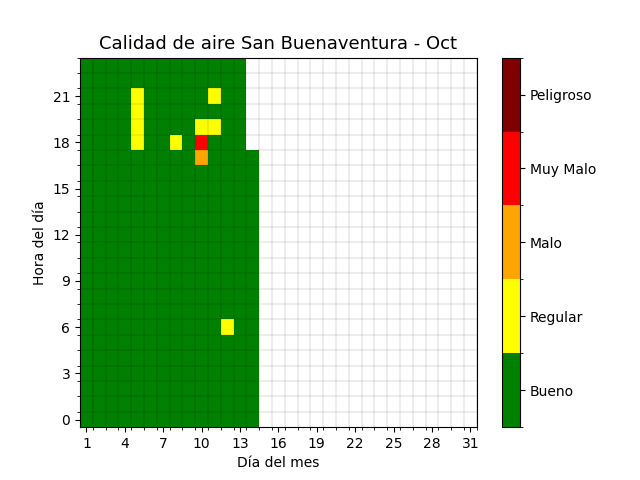 Calidad de aire San Buenaventura - Oct
Hora del día
21
18
15
12
9
6
3
0
1 4 7 10 13 16 19 22 25 28 31
Día del mes
Peligroso
Muy Malo
Malo
Regular
Bueno